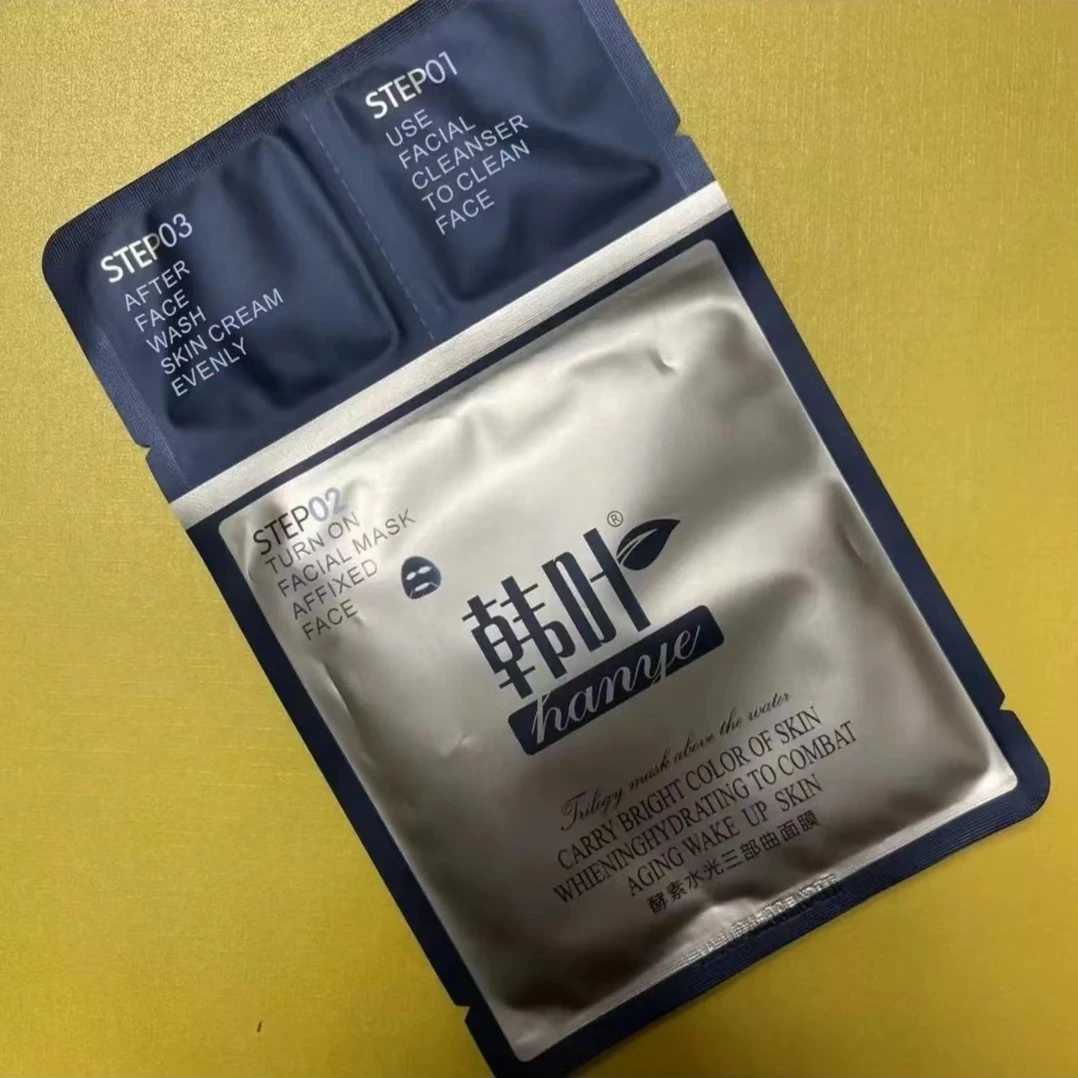 STEP01
USE
FACIAL
CLEANSER
TO CLEAN
FACE
STEP03
AFTER
FACE
WASH
SKIN CREAM
EVENLY
STEP02
TURN ON
FACIAL MASK
AFFIXED
FACE
韩叶®
hanye
Trilogy mask above the water
CARRY BRIGHT COLOR OF SKIN
WHIENINGHYDRATING TO COMBAT
AGING WAKE UP SKIN
酵素水光三部曲面膜